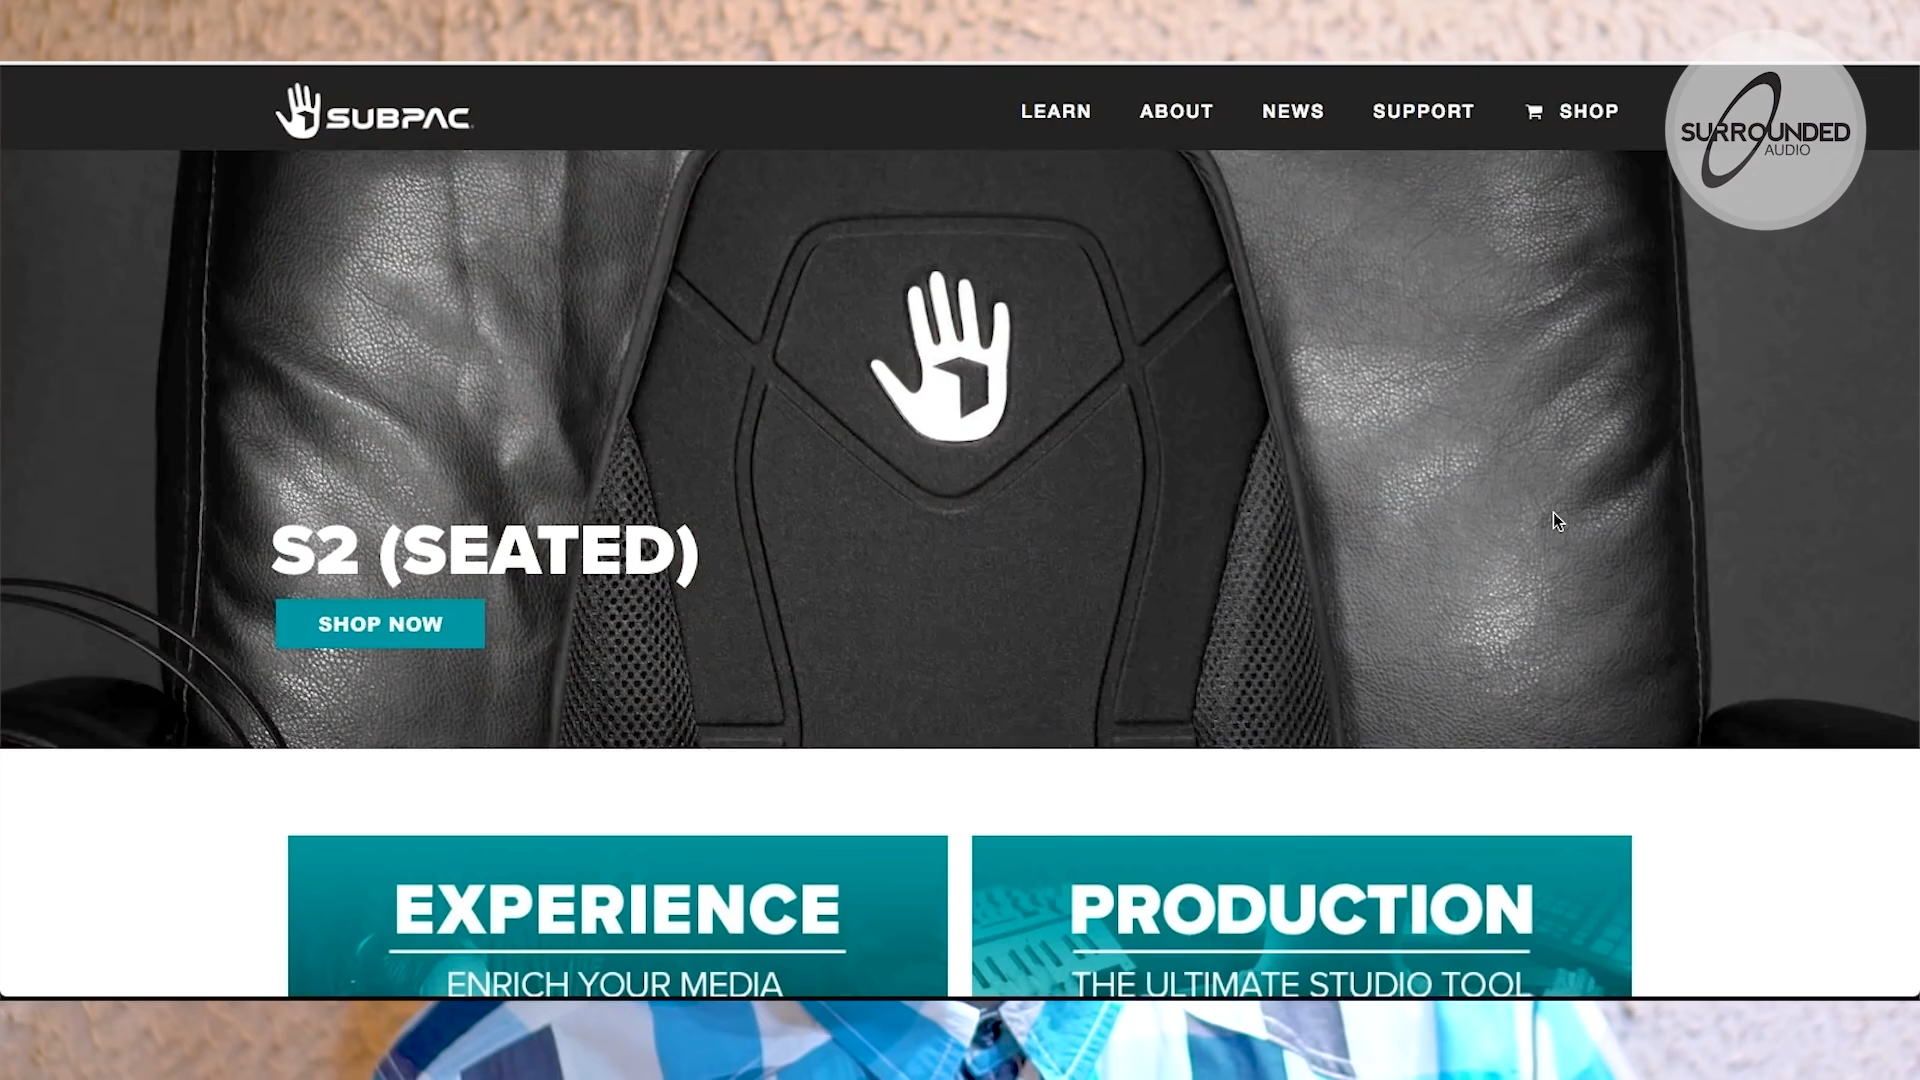 SUBPAC
LEARN
ABOUT
NEWS
SUPPORT
SHOP
SURROUNDED
AUDIO
S2 (SEATED)
SHOP NOW
EXPERIENCE
ENRICH YOUR MEDIA
PRODUCTION
THE ULTIMATE STUDIO TOOL